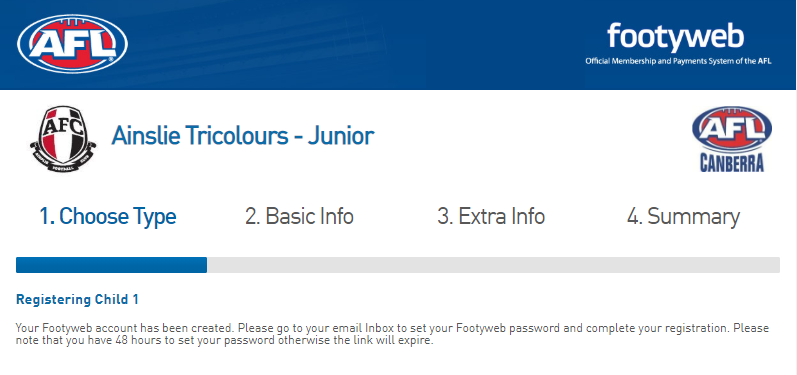 AFL
footyweb
Official Membership and Payments System of the AFL
AFC
Ainslie Tricolours - Junior
AFL
CANBERRA
1. Choose Type
2. Basic Info
3. Extra Info
4. Summary
Registering Child 1
Your Footyweb account has been created. Please go to your email Inbox to set your Footyweb password and complete your registration. Please
note that you have 48 hours to set your password otherwise the link will expire.